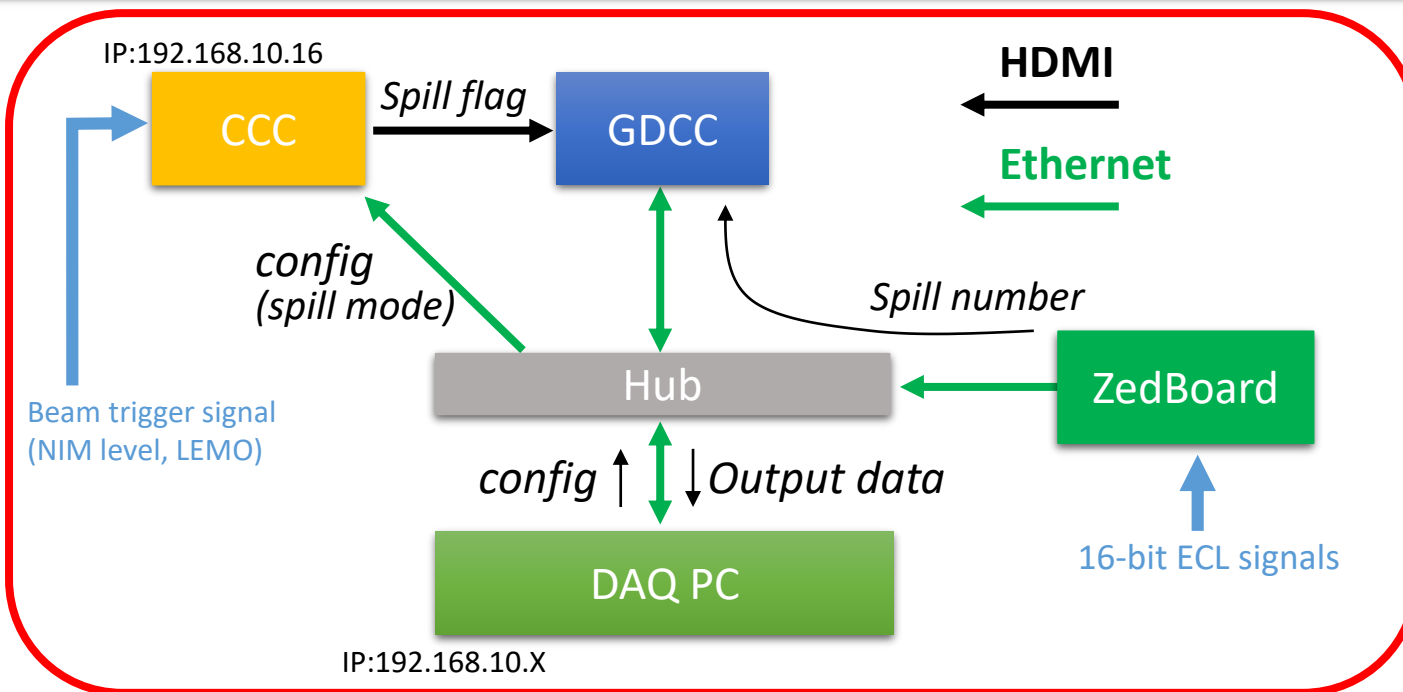 IP:192.168.10.16
CCC
Spill flag
GDCC
HDMI
Ethernet
config
(spill mode)
Spill number
Beam trigger signal
(NIM level, LEMO)
Hub
ZedBoard
config
Output data
16-bit ECL signals
DAQ PC
IP:192.168.10.X